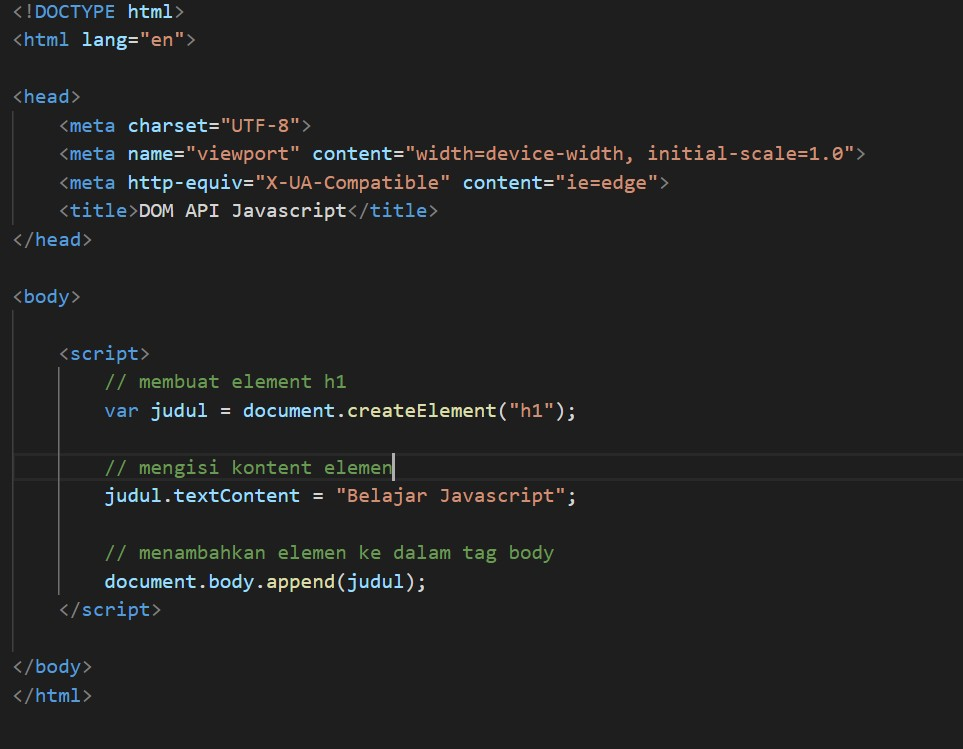 <!DOCTYPE html>
<html lang="en">
<head>
<meta charset="UTF-8">
<meta name="viewport" content="width=device-width, initial-scale=1.0">
<meta http-equiv="X-UA-Compatible" content="ie=edge">
<title>DOM API Javascript</title>
</head>
<body>
<script>
// membuat element h1
var judul = document.createElement("h1");
// mengisi kontent elemen
judul.textContent = "Belajar Javascript";
// menambahkan elemen ke dalam tag body
document.body.append(judul);
</script>
</body>
</html>